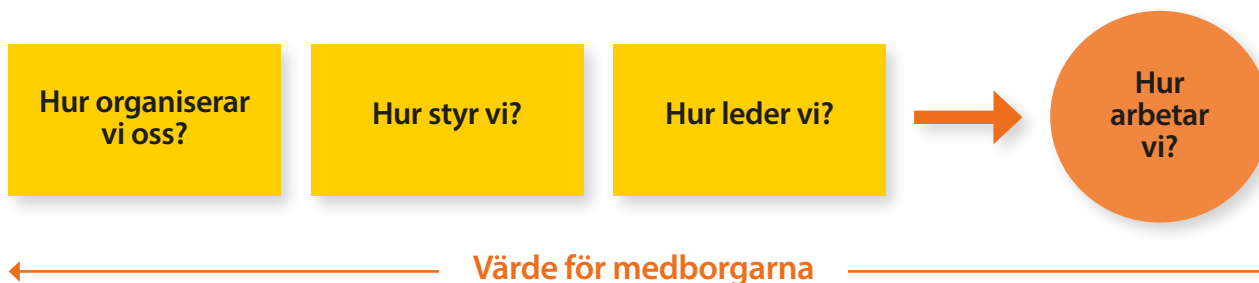 Hur organiserar
vi oss?
Hur styr vi?
Hur leder vi?
Hur
arbetar
vi?
Värde för medborgarna